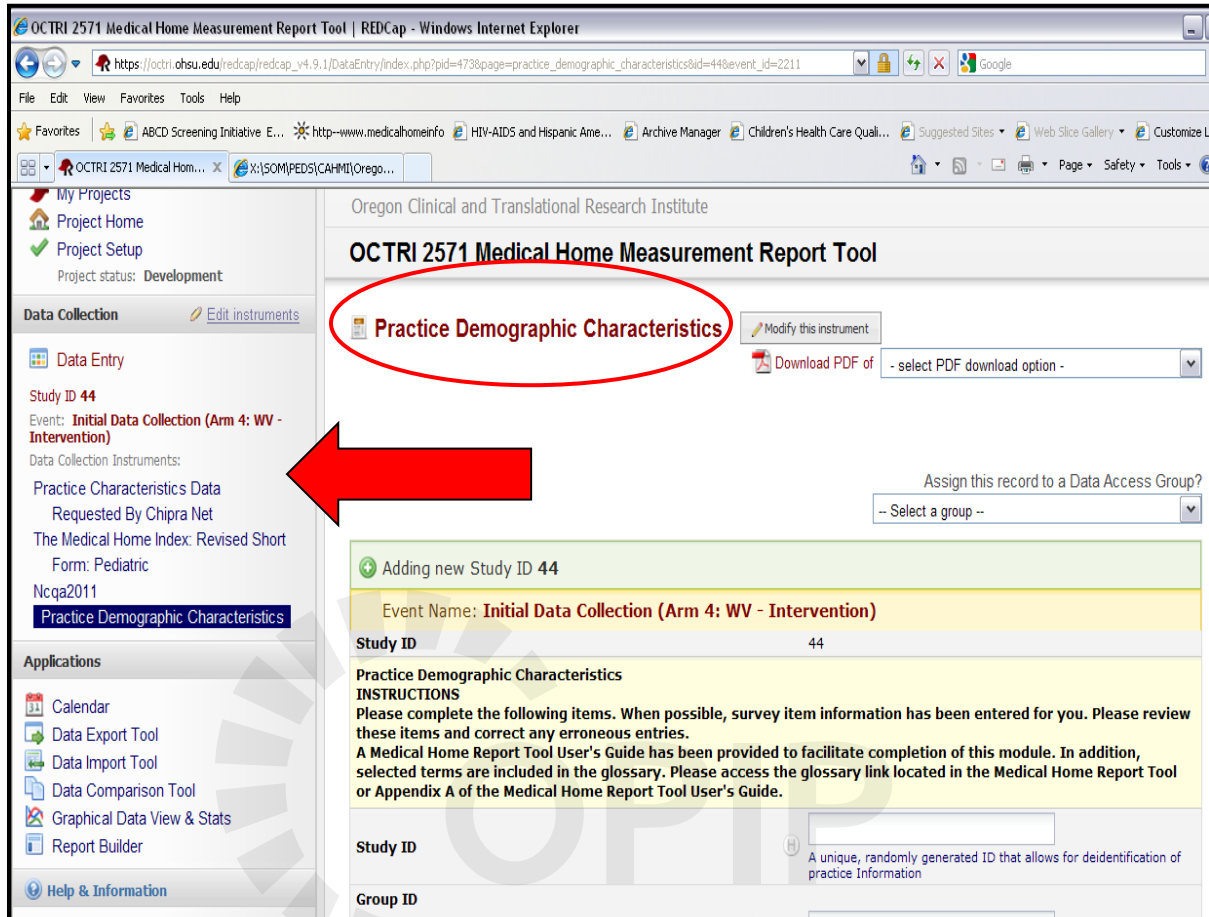 OCTRI 2571 Medical Home Measurement Report Tool | REDCap - Windows Internet Explorer
https://octri.ohsu.edu/redcap/redcap_v4.9.1/DataEntry/index.php?pid=473&page=practice_demographic_characteristics&id=44&event_id=2211
Google
File Edit View Favorites Tools Help
Favorites ABCD Screening Initiative E... http--www.medicalhomeinfo HIV-AIDS and Hispanic Ame... Archive Manager Children's Health Care Quali... Suggested Sites Web Slice Gallery Customize L
OCTRI 2571 Medical Hom... X X:\SOM\PEDS\CAHMI\Orego... Page Safety Tools
My Projects
Project Home
Project Setup
Project status: Development
Data Collection Edit instruments
Data Entry
Study ID 44
Event: Initial Data Collection (Arm 4: WV -
Intervention)
Data Collection Instruments:
Practice Characteristics Data
Requested By Chipra Net
The Medical Home Index: Revised Short
Form: Pediatric
Ncqa2011
Practice Demographic Characteristics
Applications
31 Calendar
Data Export Tool
Data Import Tool
Data Comparison Tool
Graphical Data View & Stats
Report Builder
Help & Information
Oregon Clinical and Translational Research Institute
OCTRI 2571 Medical Home Measurement Report Tool
Practice Demographic Characteristics Modify this instrument
Download PDF of - select PDF download option -
Assign this record to a Data Access Group?
-- Select a group --
Adding new Study ID 44
Event Name: Initial Data Collection (Arm 4: WV - Intervention)
Study ID 44
Practice Demographic Characteristics
INSTRUCTIONS
Please complete the following items. When possible, survey item information has been entered for you. Please review
these items and correct any erroneous entries.
A Medical Home Report Tool User's Guide has been provided to facilitate completion of this module. In addition,
selected terms are included in the glossary. Please access the glossary link located in the Medical Home Report Tool
or Appendix A of the Medical Home Report Tool User's Guide.
Study ID H
A unique, randomly generated ID that allows for deidentification of
practice Information
Group ID
OPIP